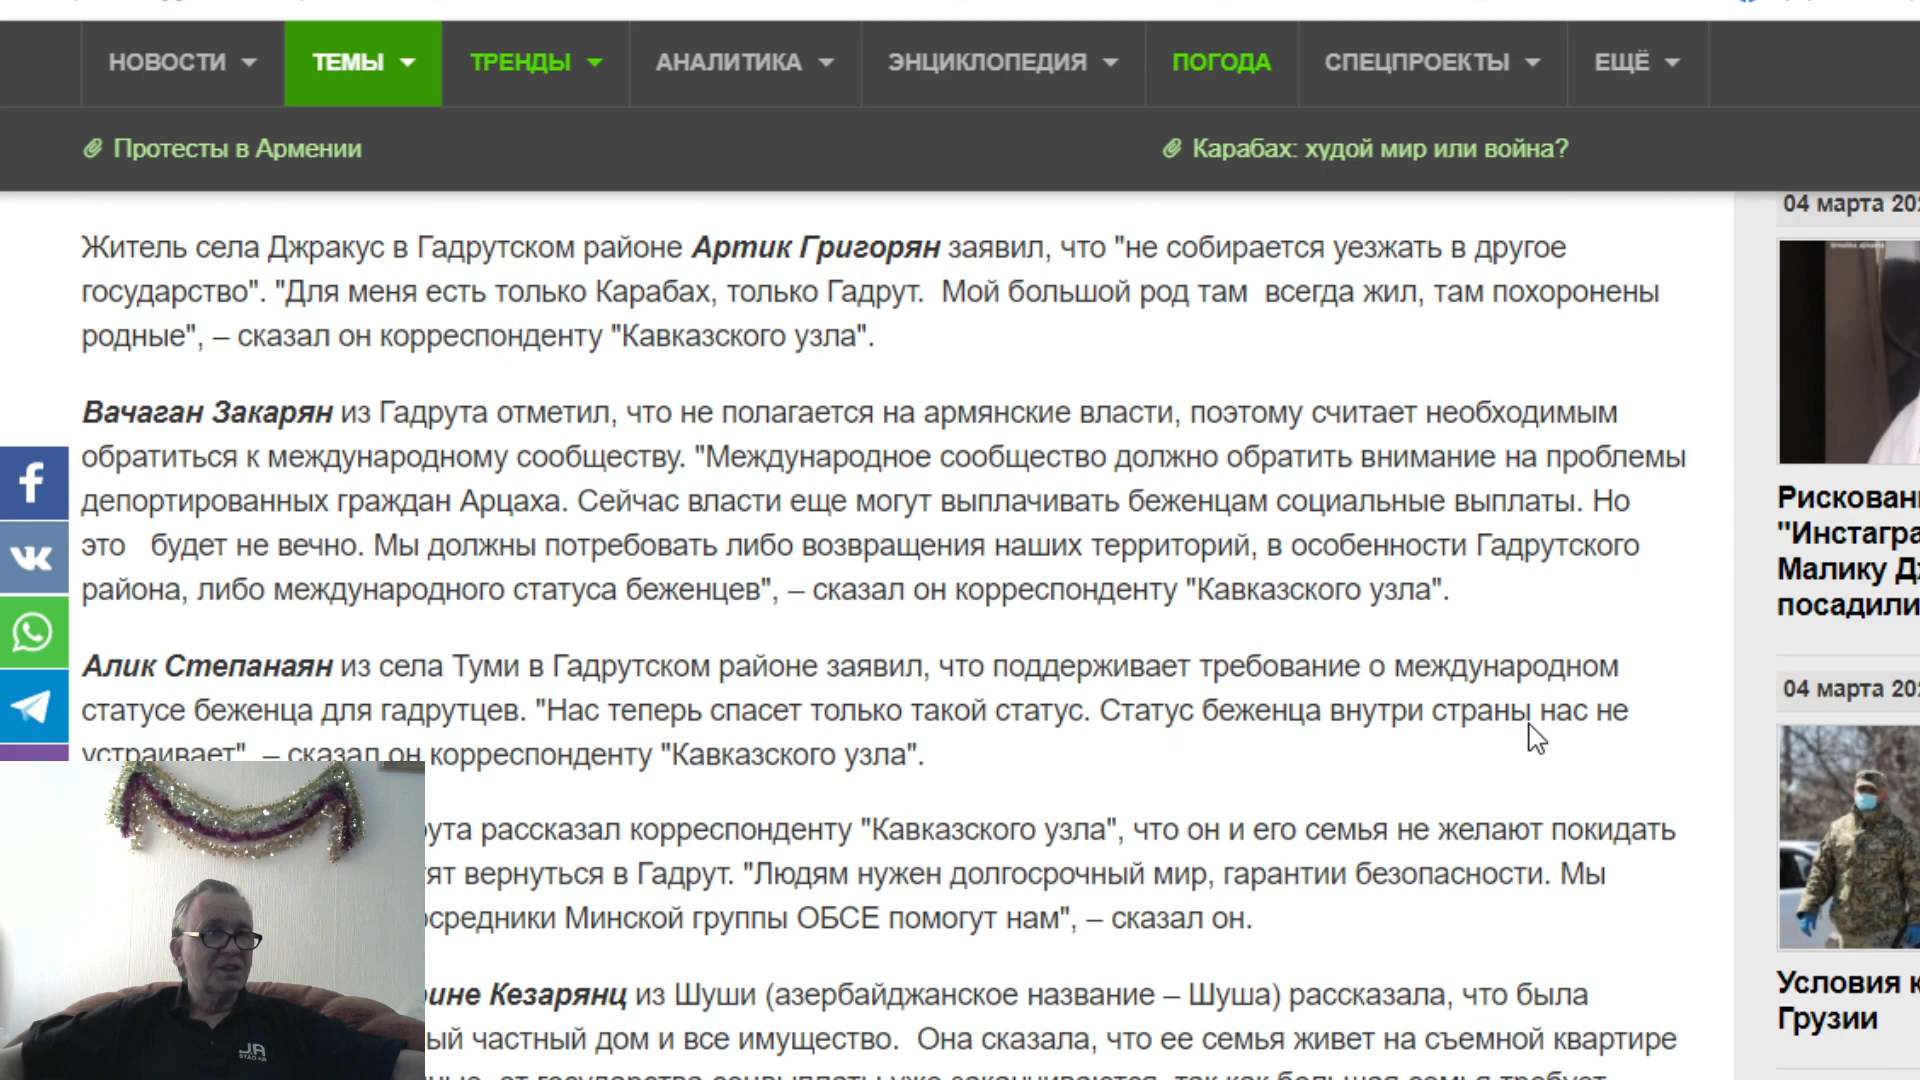 НОВОСТИ ТЕМЫ ТРЕНДЫ АНАЛИТИКА ЭНЦИКЛОПЕДИЯ ПОГОДА СПЕЦПРОЕКТЫ ЕЩЁ
Протесты в Армении
Карабах: худой мир или война?
Житель села Джракус в Гадрутском районе Артик Григорян заявил, что "не собирается уезжать в другое
государство". "Для меня есть только Карабах, только Гадрут. Мой большой род там всегда жил, там похоронены
родные", – сказал он корреспонденту "Кавказского узла".
Вачаган Закарян из Гадрута отметил, что не полагается на армянские власти, поэтому считает необходимым
обратиться к международному сообществу. "Международное сообщество должно обратить внимание на проблемы
депортированных граждан Арцаха. Сейчас власти еще могут выплачивать беженцам социальные выплаты. Но
это будет не вечно. Мы должны потребовать либо возвращения наших территорий, в особенности Гадрутского
района, либо международного статуса беженцев", – сказал он корреспонденту "Кавказского узла".
Алик Степанаян из села Туми в Гадрутском районе заявил, что поддерживает требование о международном
статусе беженца для гадрутцев. "Нас теперь спасет только такой статус. Статус беженца внутри страны нас не
устраивает", – сказал он корреспонденту "Кавказского узла".
рута рассказал корреспонденту "Кавказского узла", что он и его семья не желают покидать
тят вернуться в Гадрут. "Людям нужен долгосрочный мир, гарантии безопасности. Мы
осредники Минской группы ОБСЕ помогут нам", – сказал он.
рине Кезарянц из Шуши (азербайджанское название – Шуша) рассказала, что была
ый частный дом и все имущество. Она сказала, что ее семья живет на съемной квартире
04 марта 202
Рискован
"Инстагра
Малику Д
посадили
04 марта 202
Условия к
Грузии